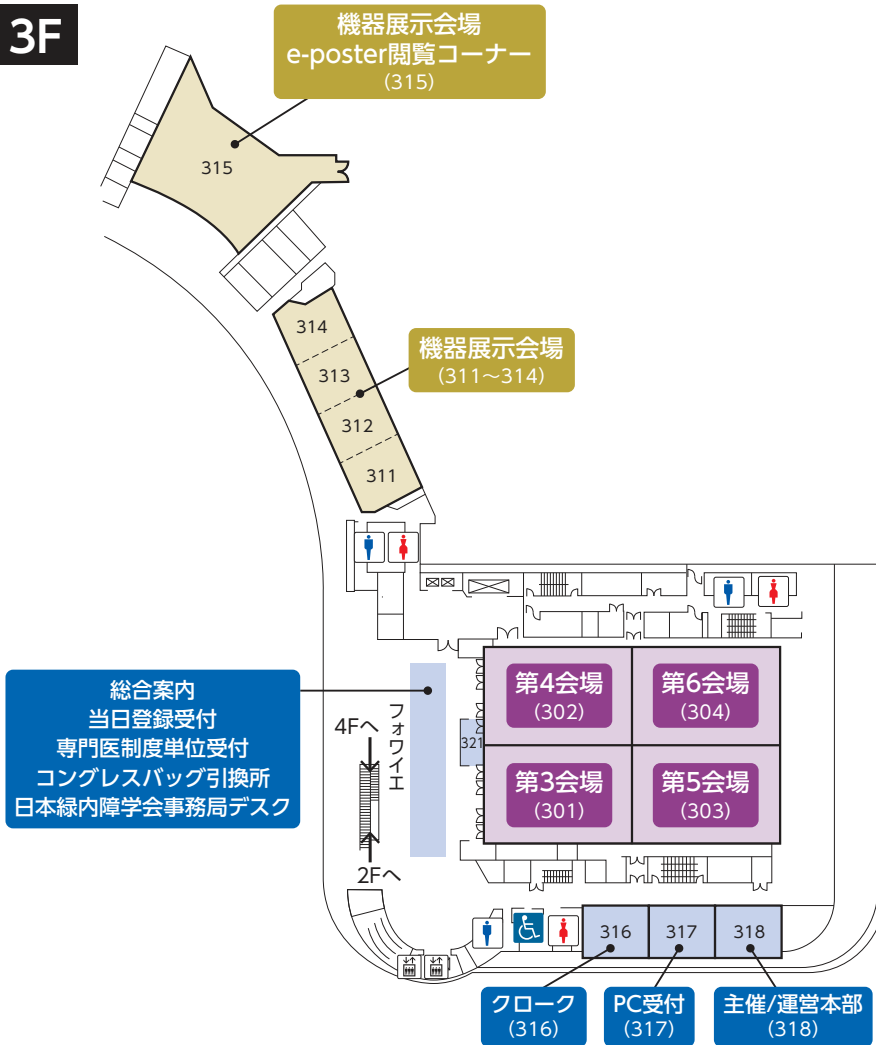 3F
機器展示会場
e-poster閲覧コーナー
(315)
315
314
機器展示会場
(311～314)
313
312
311
総合案内
当日登録受付
専門医制度単位受付
コングレスバッグ引換所
日本緑内障学会事務局デスク
4Fへ
フォワイエ
2Fへ
321
第4会場
(302)
第6会場
(304)
第3会場
(301)
第5会場
(303)
316
317
318
クローク
(316)
PC受付
(317)
主催/運営本部
(318)